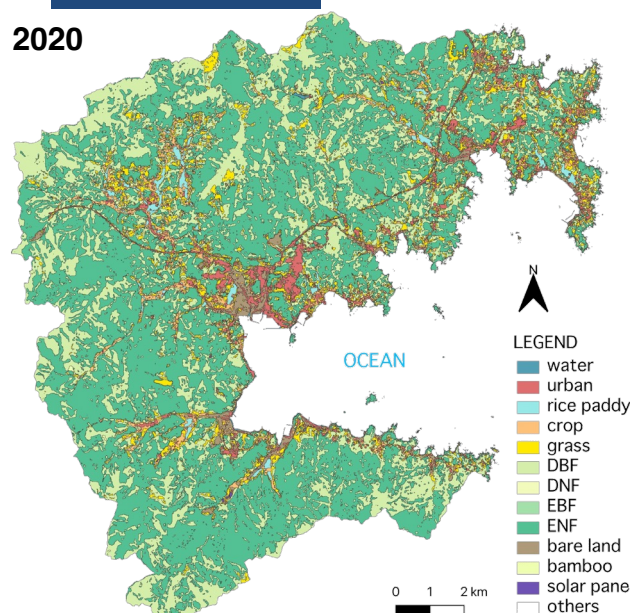 2020
OCEAN
N
LEGEND
water
urban
rice paddy
crop
grass
DBF
DNF
EBF
ENF
bare land
bamboo
solar pane
others
0 1 2 km